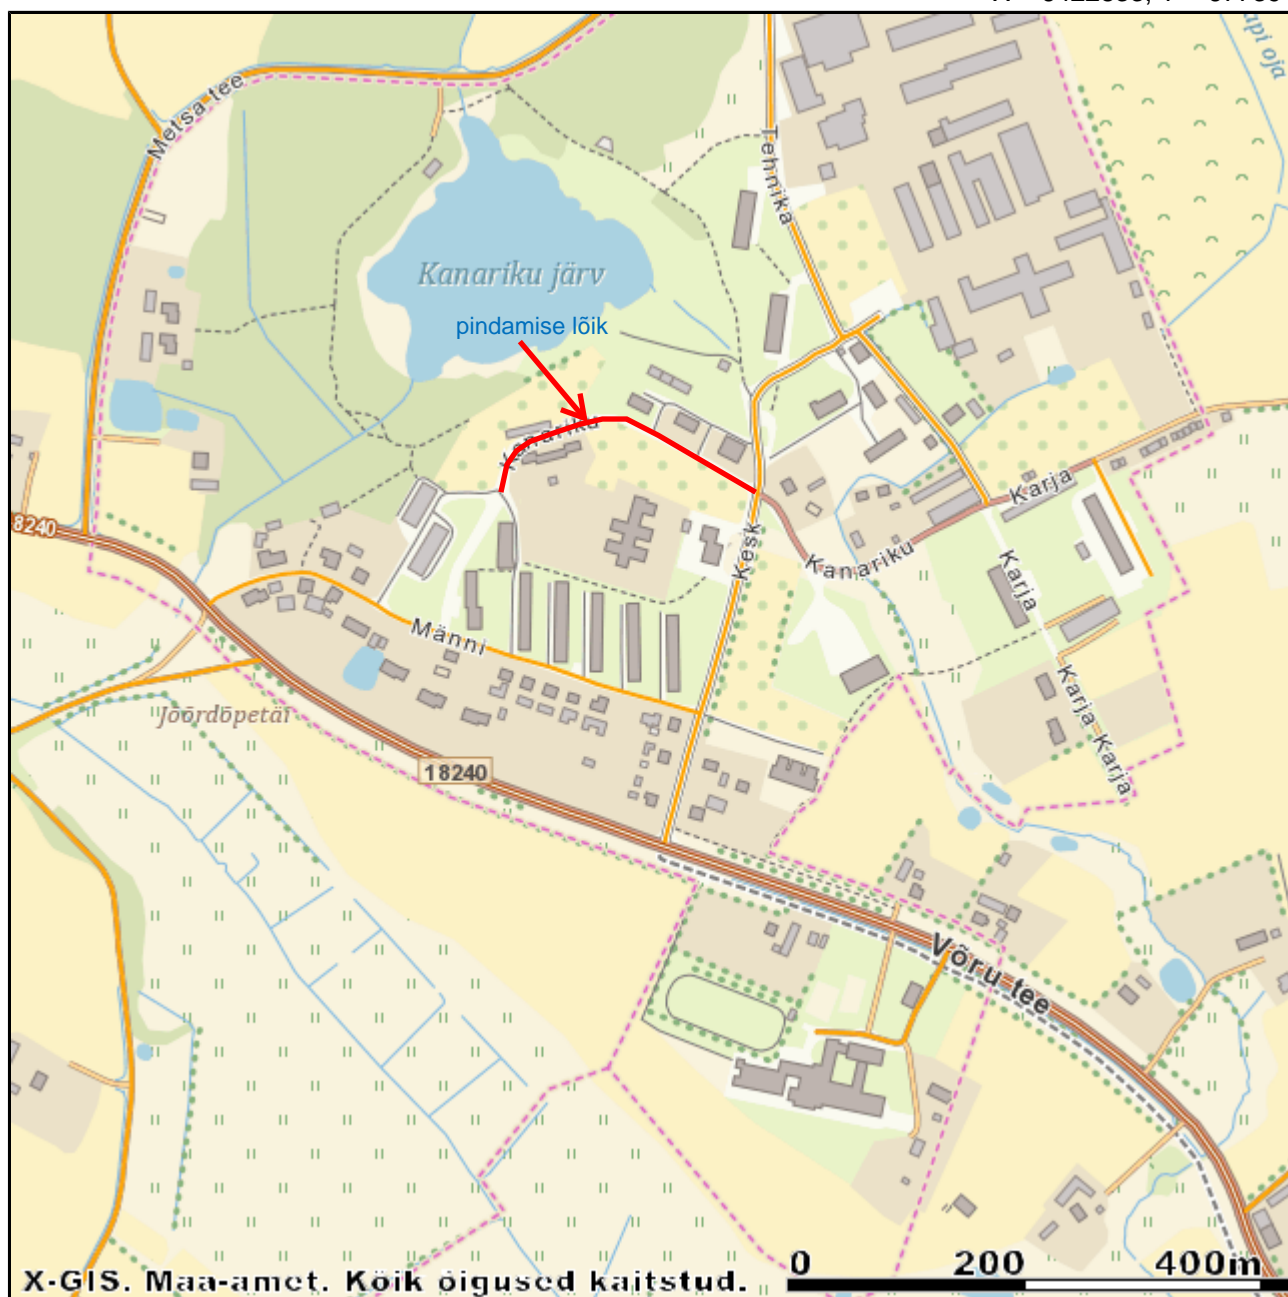 Metsa tee
Tehnika
Kanariku järv
pindamise lõik
Kanariku
Karja
8240
Kesk
Kanariku
Karja
Männi
Karja Karja
18240
Võru tee
0 200 400m
X-GIS. Maa-amet. Kõik õigused kaitstud.